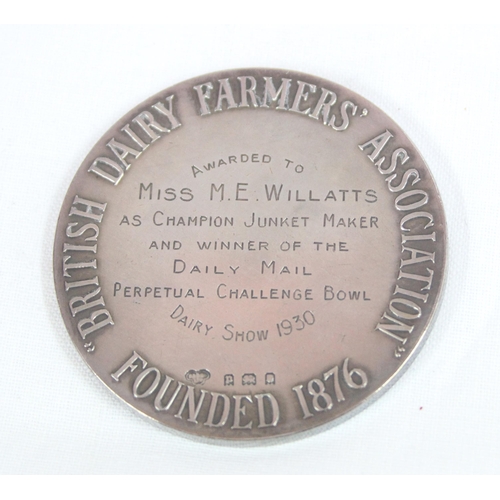 "BRITISH DAIRY FARMERS' ASSOCIATION"
AWARDED TO
MISS M.E. WILLATTS
AS CHAMPION JUNKET MAKER
AND WINNER OF THE
DAILY MAIL
PERPETUAL CHALLENGE BOWL
DAIRY SHOW 1930
FOUNDED 1876